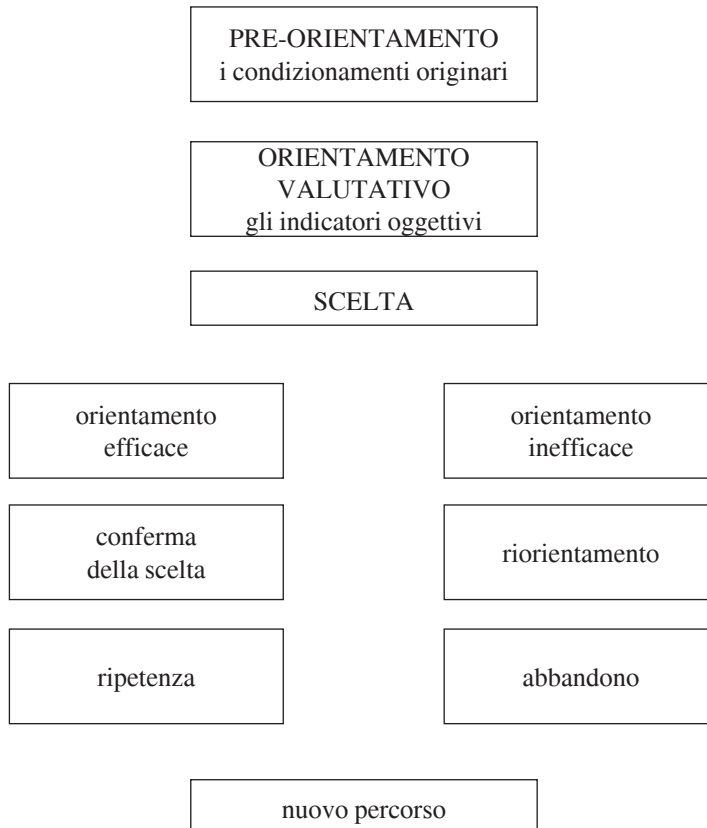 PRE-ORIENTAMENTO
i condizionamenti originari
ORIENTAMENTO
VALUTATIVO
gli indicatori oggettivi
SCELTA
orientamento
efficace
orientamento
inefficace
conferma
della scelta
riorientamento
ripetenza
abbandono
nuovo percorso